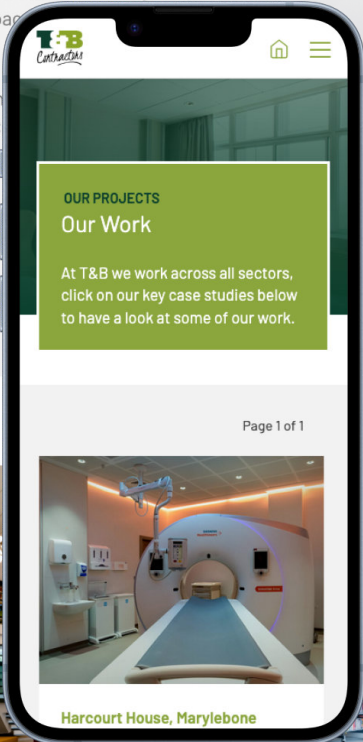 T&B
Contractors
OUR PROJECTS
Our Work
At T&B we work across all sectors,
click on our key case studies below
to have a look at some of our work.
Page 1 of 1
Harcourt House, Marylebone